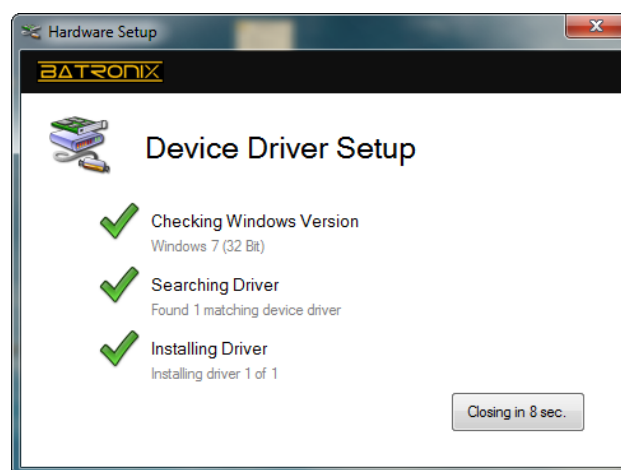 Hardware Setup
BATRONIX
Device Driver Setup
Checking Windows Version
Windows 7 (32 Bit)
Searching Driver
Found 1 matching device driver
Installing Driver
Installing driver 1 of 1
Closing in 8 sec.